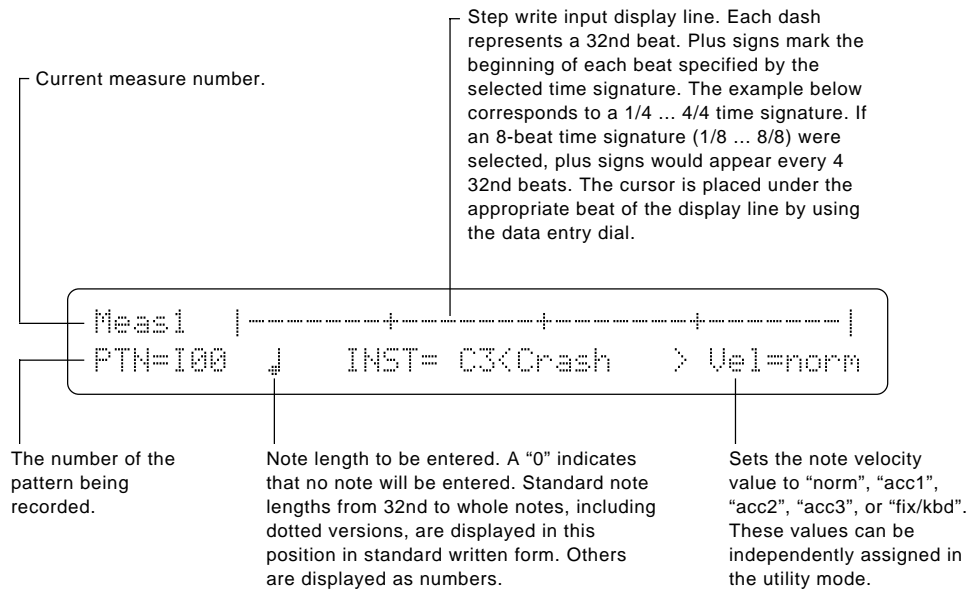 Step write input display line. Each dash
represents a 32nd beat. Plus signs mark the
beginning of each beat specified by the
selected time signature. The example below
corresponds to a 1/4 ... 4/4 time signature. If
an 8-beat time signature (1/8 ... 8/8) were
selected, plus signs would appear every 4
32nd beats. The cursor is placed under the
appropriate beat of the display line by using
the data entry dial.
Current measure number.
Meas1 |-------+-------+-------+-------|
PTN=I00 ♩ INST= C3<Crash > Vel=norm
The number of the
pattern being
recorded.
Note length to be entered. A “0” indicates
that no note will be entered. Standard note
lengths from 32nd to whole notes, including
dotted versions, are displayed in this
position in standard written form. Others
are displayed as numbers.
Sets the note velocity
value to “norm”, “acc1”,
“acc2”, “acc3”, or “fix/kbd”.
These values can be
independently assigned in
the utility mode.